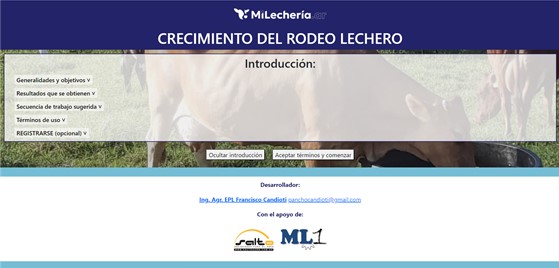 MiLechería.AR
CRECIMIENTO DEL RODEO LECHERO
Introducción:
Generalidades y objetivos ˅
Resultados que se obtienen ˅
Secuencia de trabajo sugerida ˅
Términos de uso ˅
REGISTRARSE (opcional) ˅
Ocultar introducción Aceptar términos y comenzar
Desarrollador:
Ing. Agr. EPL Francisco Candioti panchocandioti@gmail.com
Con el apoyo de:
salto ML1